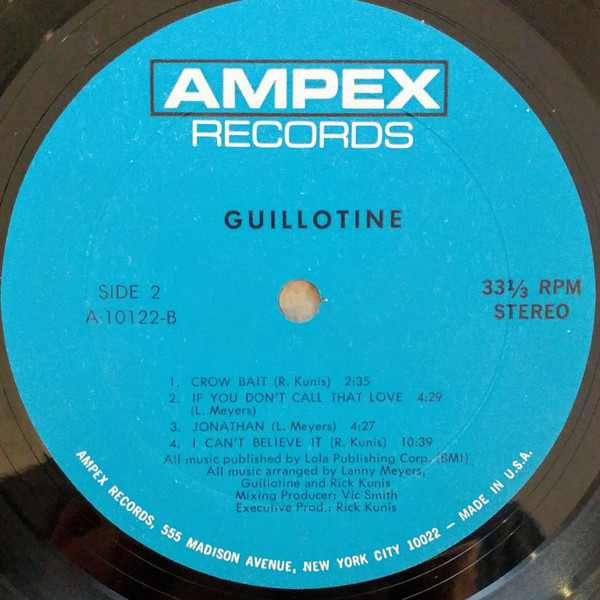 AMPEX
RECORDS
GUILLOTINE
SIDE 2
A-10122-B
33⅓ RPM
STEREO
1. CROW BAIT (R. Kunis) 2:35
2. IF YOU DON'T CALL THAT LOVE 4:29
(L. Meyers)
3. JONATHAN (L. Meyers) 4:27
4. I CAN'T BELIEVE IT (R. Kunis) 10:39
All music published by Lola Publishing Corp. (BMI)
All music arranged by Lanny Meyers,
Guillotine and Rick Kunis
Mixing Producer: Vic Smith
Executive Prod.: Rick Kunis
AMPEX RECORDS, 555 MADISON AVENUE, NEW YORK CITY 10022 — MADE IN U.S.A.